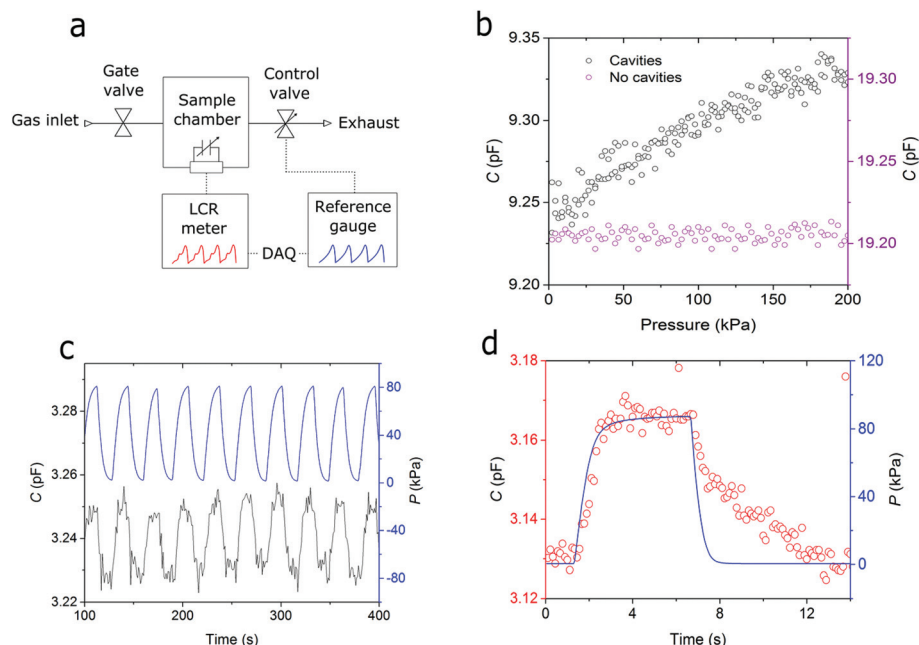 a
Gate
valve
Sample
chamber
Control
valve
Gas inlet
Exhaust
LCR
meter
DAQ
Reference
gauge
b
9.35
9.30
9.25
9.20
C (pF)
Cavities
No cavities
19.30
19.25
19.20
C (pF)
0
50
100
150
200
Pressure (kPa)
c
3.28
3.26
3.24
3.22
C (pF)
80
40
0
-40
-80
P (kPa)
100
200
300
400
Time (s)
d
3.18
3.16
3.14
3.12
C (pF)
120
80
40
0
P (kPa)
0
4
8
12
Time (s)